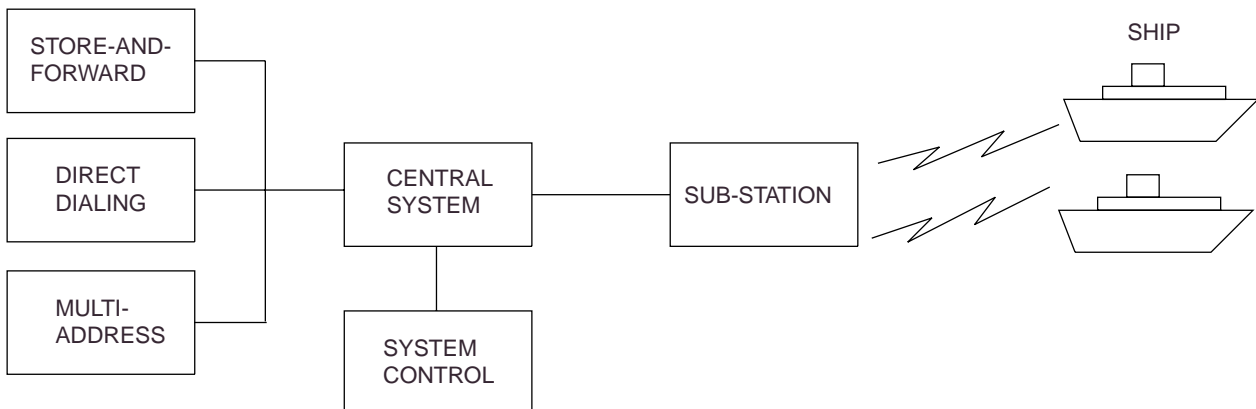 STORE-AND-
FORWARD
DIRECT
DIALING
MULTI-
ADDRESS
CENTRAL
SYSTEM
SYSTEM
CONTROL
SUB-STATION
SHIP